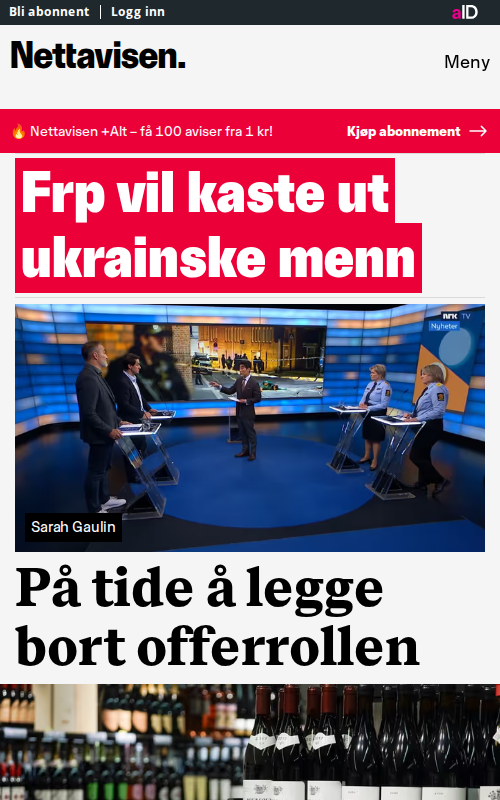 Bli abonnent
Logg inn
aID
Nettavisen.
Meny
🔥 Nettavisen +Alt – få 100 aviser fra 1 kr!
Kjøp abonnement →
Frp vil kaste ut
ukrainske menn
NRK TV
Nyheter
Sarah Gaulin
På tide å legge
bort offerrollen